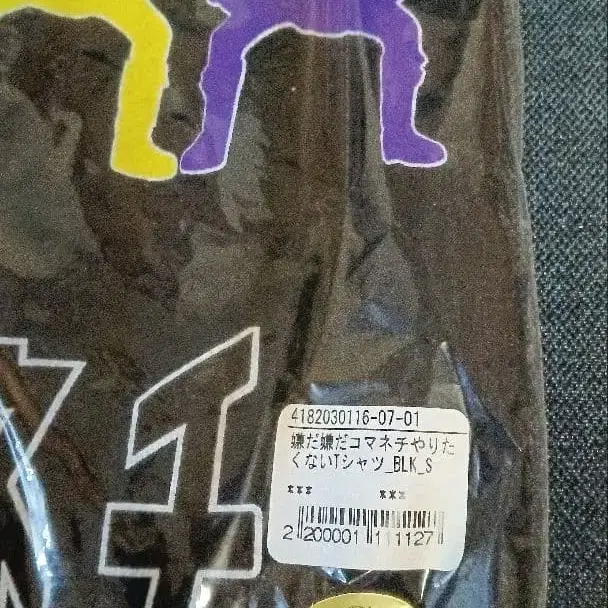 4182030116-07-01
嫌だ嫌だコマネチやりた
くないTシャツ_BLK_S
*** ***
2 200001 111127